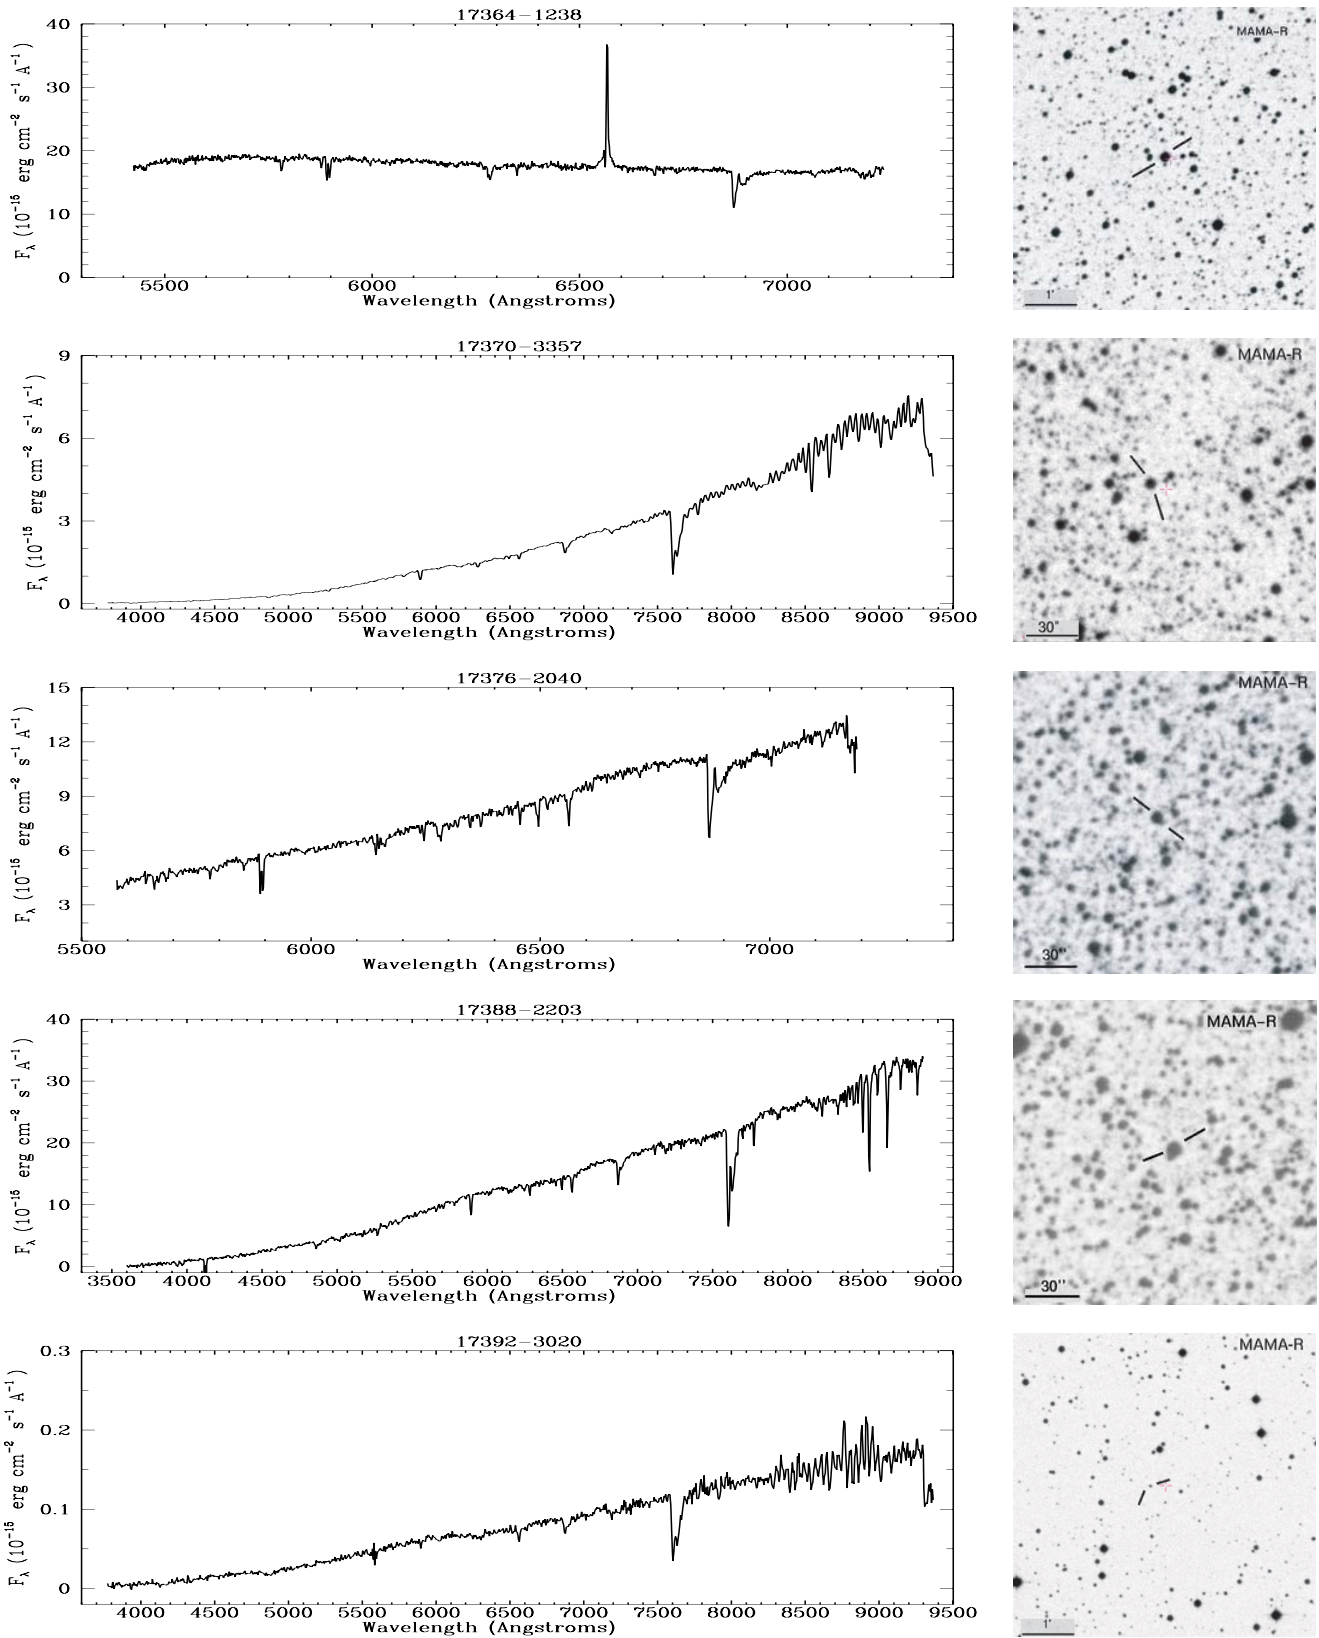 17364−1238
MAMA−R
40
30
20
10
0
F_λ (10⁻¹⁵ erg cm⁻² s⁻¹ A⁻¹)
5500 6000 6500 7000
Wavelength (Angstroms)
1'
17370−3357
MAMA-R
9
6
3
0
F_λ (10⁻¹⁵ erg cm⁻² s⁻¹ A⁻¹)
4000 4500 5000 5500 6000 6500 7000 7500 8000 8500 9000 9500
Wavelength (Angstroms)
30"
17376−2040
MAMA−R
15
12
9
6
3
F_λ (10⁻¹⁵ erg cm⁻² s⁻¹ A⁻¹)
5500 6000 6500 7000
Wavelength (Angstroms)
30''
17388−2203
MAMA−R
40
30
20
10
0
F_λ (10⁻¹⁵ erg cm⁻² s⁻¹ A⁻¹)
3500 4000 4500 5000 5500 6000 6500 7000 7500 8000 8500 9000
Wavelength (Angstroms)
30''
17392−3020
MAMA-R
0.3
0.2
0.1
0
F_λ (10⁻¹⁵ erg cm⁻² s⁻¹ A⁻¹)
4000 4500 5000 5500 6000 6500 7000 7500 8000 8500 9000 9500
Wavelength (Angstroms)
1'